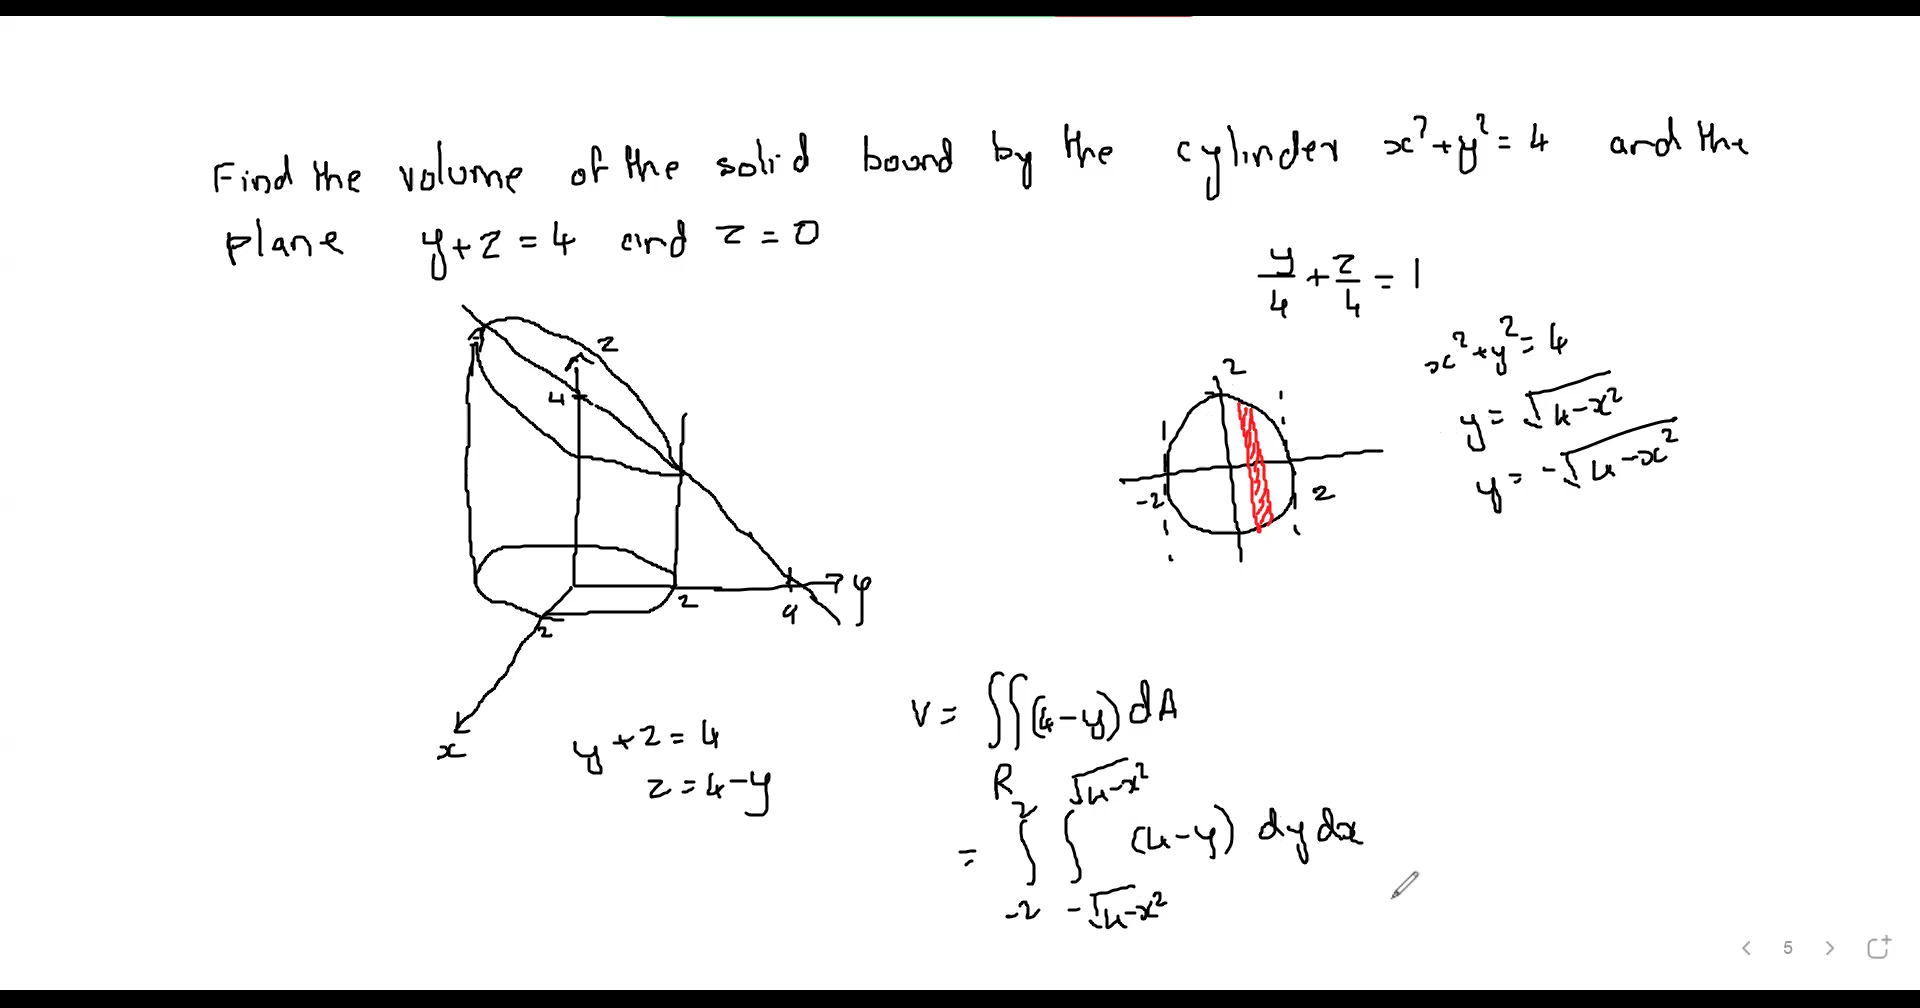 Find the volume of the solid bound by the cylinder x²+y²=4 and the
plane y+z=4 and z=0
y/4 + z/4 = 1
x²+y²=4
y=√(4-x²)
y=-√(4-x²)
z
4
2
4
y
2
x
2
-2
2
y+z=4
z=4-y
V= ∬_R (4-y) dA
= ∫_{-2}^{2} ∫_{-√(4-x²)}^{√(4-x²)} (4-y) dy dx
5